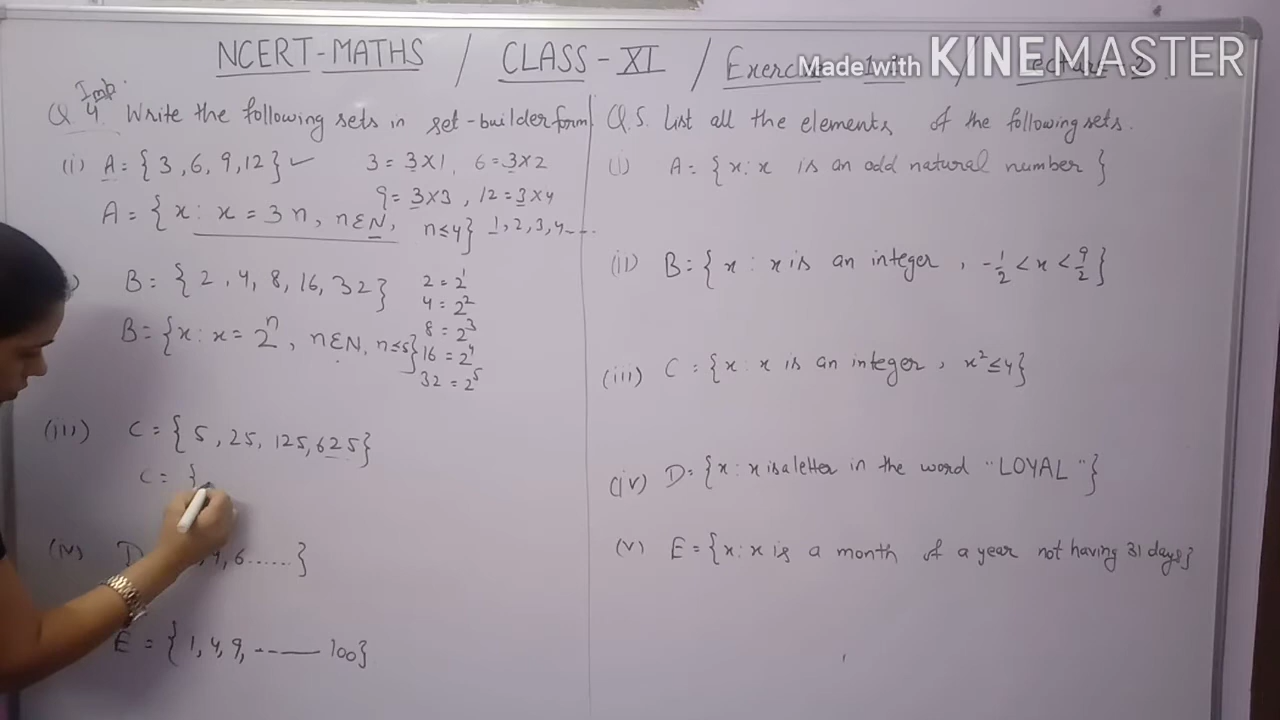 NCERT-MATHS / CLASS-XI / Exercise
Made with KINEMASTER
Imp.
Q 4. Write the following sets in set-builder form
(i) A = { 3, 6, 9, 12 } ✓ 3 = 3×1, 6 = 3×2
9 = 3×3, 12 = 3×4
A = { x : x = 3n, n∈N, n≤4 } 1, 2, 3, 4....
B = { 2, 4, 8, 16, 32 }
2 = 2¹
4 = 2²
8 = 2³
16 = 2⁴
32 = 2⁵
B = { x : x = 2ⁿ, n∈N, n≤5 }
(iii) C = { 5, 25, 125, 625 }
C = {
(iv) D 4, 6...... }
E = { 1, 4, 9, ------ 100 }
Q.5. List all the elements of the following sets.
(i) A = { x : x is an odd natural number }
(ii) B = { x : x is an integer, -1/2 < x < 9/2 }
(iii) C = { x : x is an integer, x² ≤ 4 }
(iv) D = { x : x is a letter in the word "LOYAL" }
(v) E = { x : x is a month of a year not having 31 days }